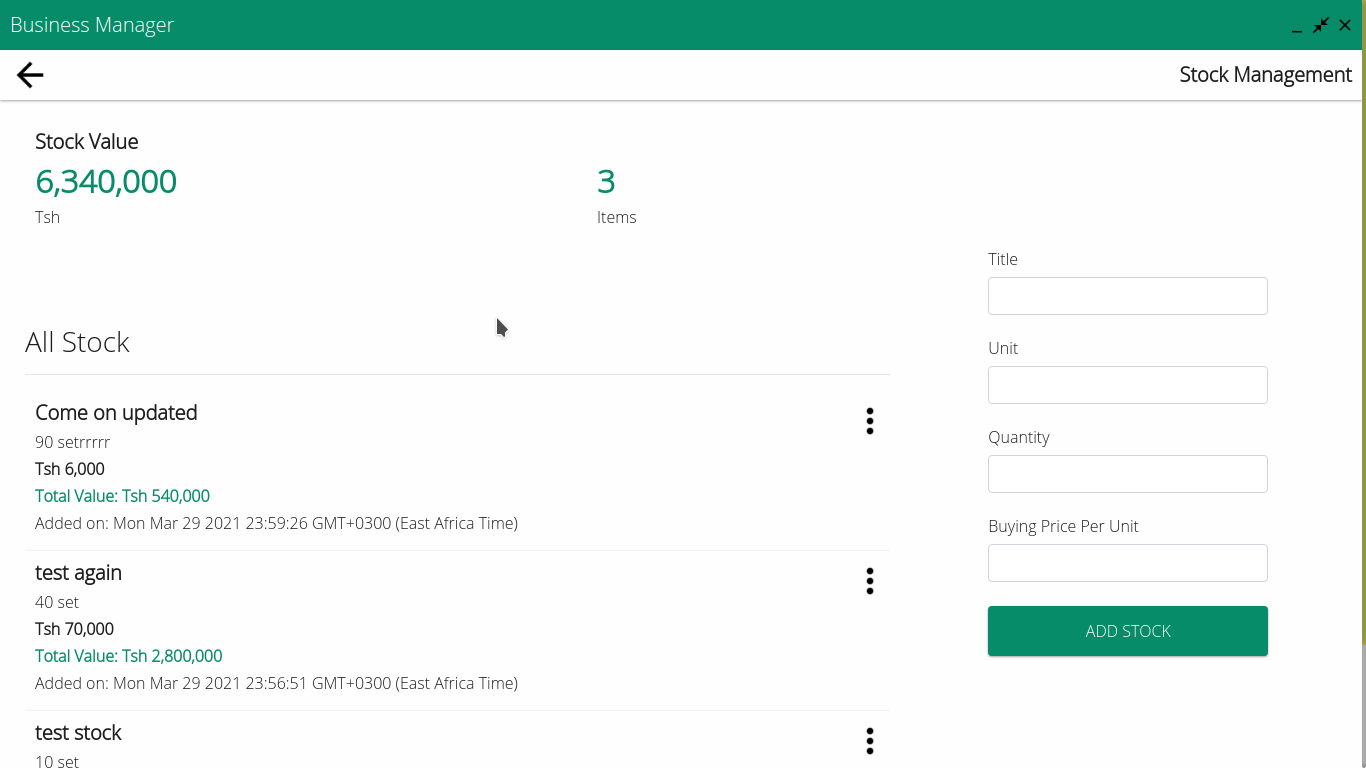 Business Manager
Stock Management
Stock Value
6,340,000
Tsh
3
Items
All Stock
Come on updated
90 setrrrrr
Tsh 6,000
Total Value: Tsh 540,000
Added on: Mon Mar 29 2021 23:59:26 GMT+0300 (East Africa Time)
test again
40 set
Tsh 70,000
Total Value: Tsh 2,800,000
Added on: Mon Mar 29 2021 23:56:51 GMT+0300 (East Africa Time)
test stock
10 set
Title
Unit
Quantity
Buying Price Per Unit
ADD STOCK